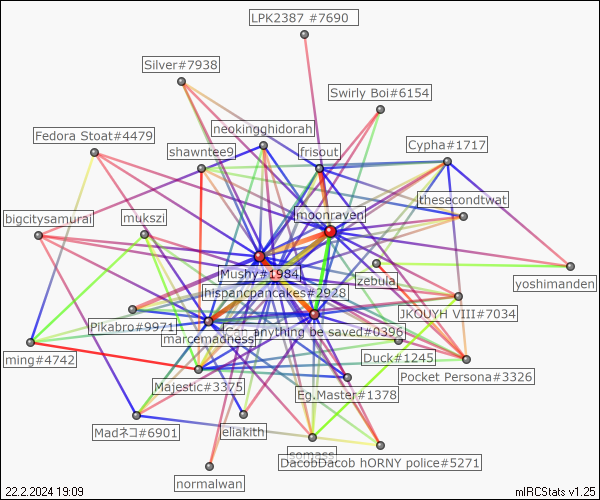 LPK2387 #7690
Silver#7938
Swirly Boi#6154
neokingghidorah
Fedora Stoat#4479
Cypha#1717
shawntee9
frisout
thesecondtwat
bigcitysamurai
mukszi
moonraven
Mushy#1984
zebula
yoshimanden
hispanicpancakes#2928
JKOUYH VIII#7034
Pikabro#9971
can anything be saved#0396
marcemadness
ming#4742
Duck#1245
Majestic#3375
Pocket Persona#3326
Eg.Master#1378
Madネコ#6901
eliakith
somass
DacobDacob hORNY police#5271
normalwan
22.2.2024 19:09
mIRCStats v1.25